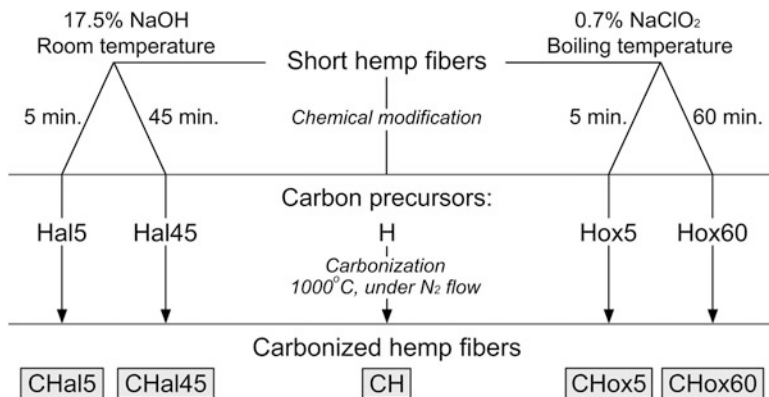 17.5% NaOH
Room temperature
0.7% NaClO₂
Boiling temperature
Short hemp fibers
5 min.
45 min.
Chemical modification
5 min.
60 min.
Carbon precursors:
Hal5
Hal45
H
Hox5
Hox60
Carbonization
1000°C, under N₂ flow
Carbonized hemp fibers
CHal5
CHal45
CH
CHox5
CHox60